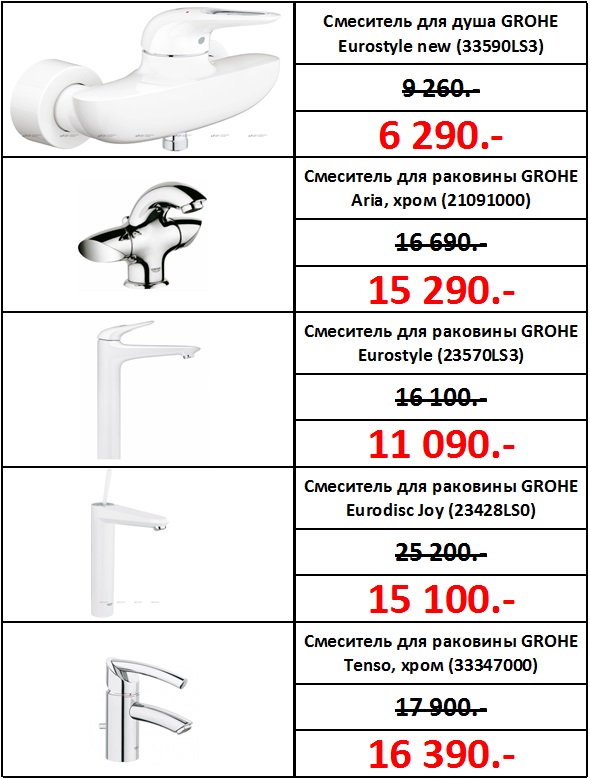 Смеситель для душа GROHE
Eurostyle new (33590LS3)
9 260.-
6 290.-
Смеситель для раковины GROHE
Aria, хром (21091000)
16 690.-
15 290.-
Смеситель для раковины GROHE
Eurostyle (23570LS3)
16 100.-
11 090.-
Смеситель для раковины GROHE
Eurodisc Joy (23428LS0)
25 200.-
15 100.-
Смеситель для раковины GROHE
Tenso, хром (33347000)
17 900.-
16 390.-